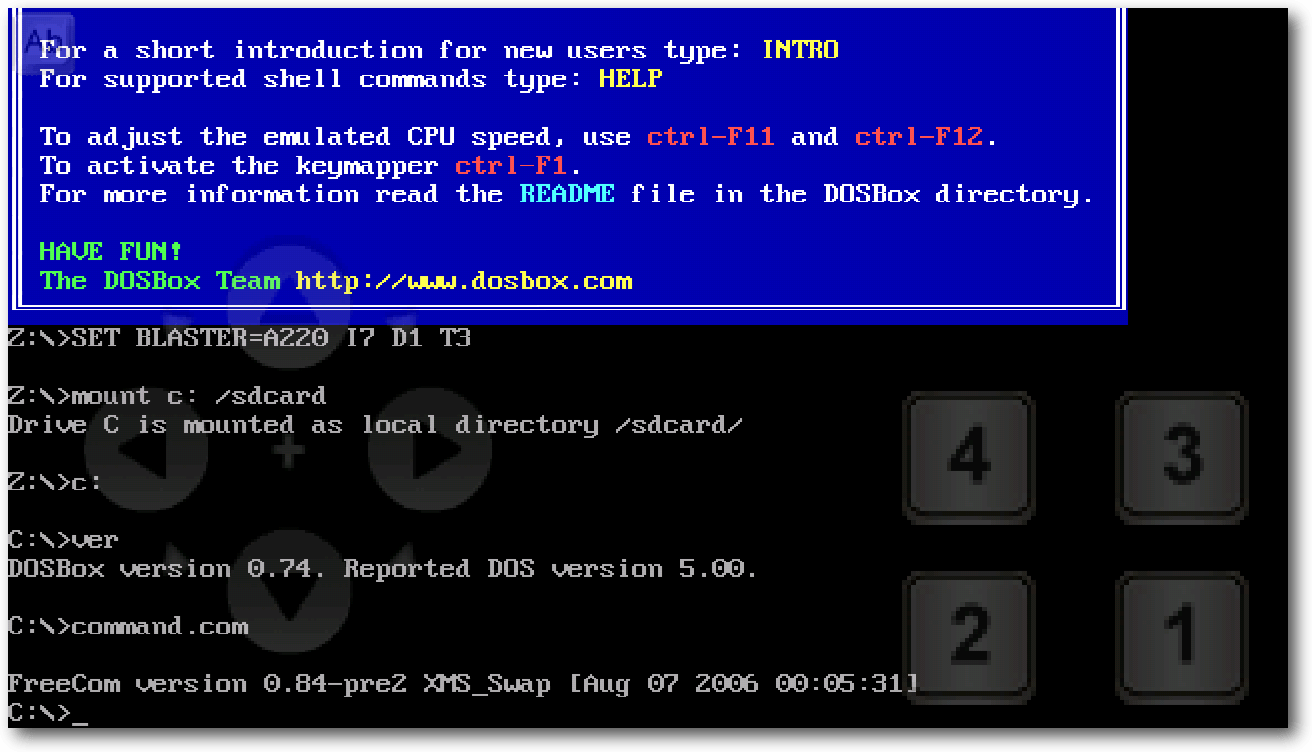 Ab
For a short introduction for new users type: INTRO
For supported shell commands type: HELP
To adjust the emulated CPU speed, use ctrl-F11 and ctrl-F12.
To activate the keymapper ctrl-F1.
For more information read the README file in the DOSBox directory.
HAVE FUN!
The DOSBox Team http://www.dosbox.com
Z:\>SET BLASTER=A220 I7 D1 T3
Z:\>mount c: /sdcard
Drive C is mounted as local directory /sdcard/
Z:\>c:
C:\>ver
DOSBox version 0.74. Reported DOS version 5.00.
C:\>command.com
FreeCom version 0.84-pre2 XMS_Swap [Aug 07 2006 00:05:31]
C:\>_
4 3
2 1